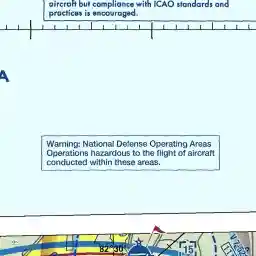 aircraft but compliance with ICAO standards and
practices is encouraged.
A
Warning: National Defense Operating Areas
Operations hazardous to the flight of aircraft
conducted within these areas.
82°30'
15